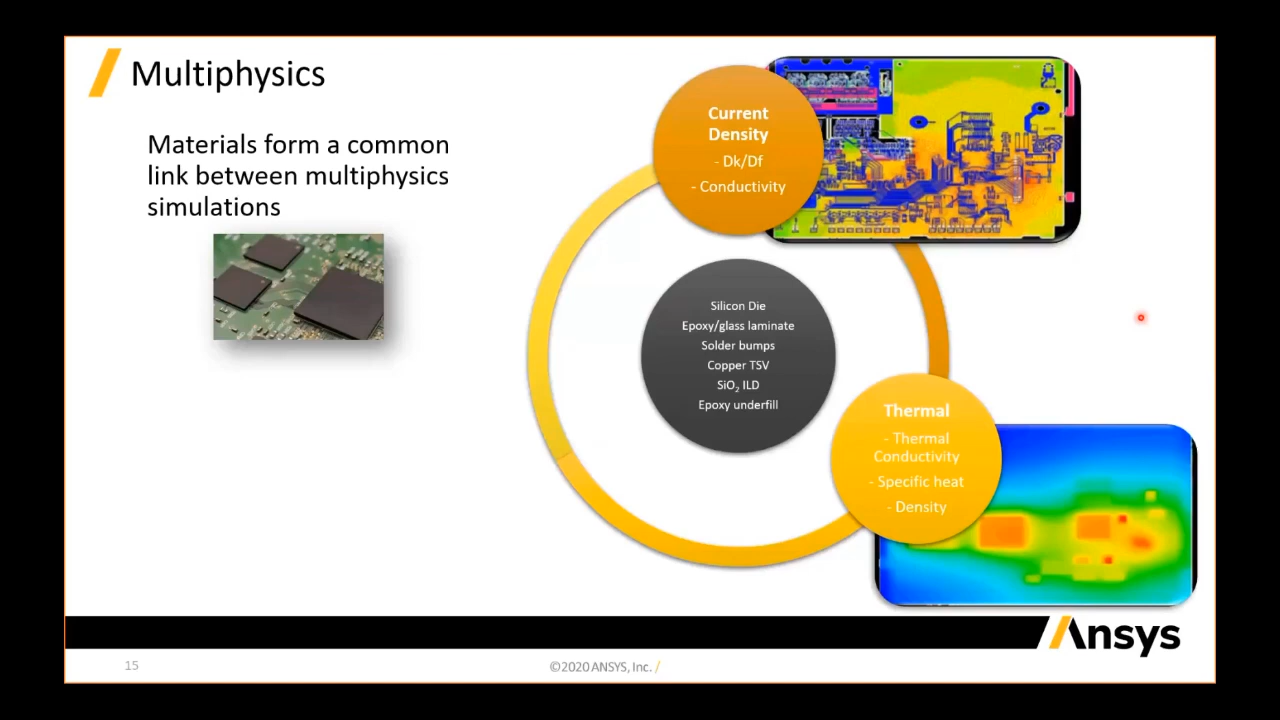 Multiphysics
Materials form a common
link between multiphysics
simulations
Current
Density
- Dk/Df
- Conductivity
Silicon Die
Epoxy/glass laminate
Solder bumps
Copper TSV
SiO₂ ILD
Epoxy underfill
Thermal
- Thermal
Conductivity
- Specific heat
- Density
Ansys
15
©2020 ANSYS, Inc. /